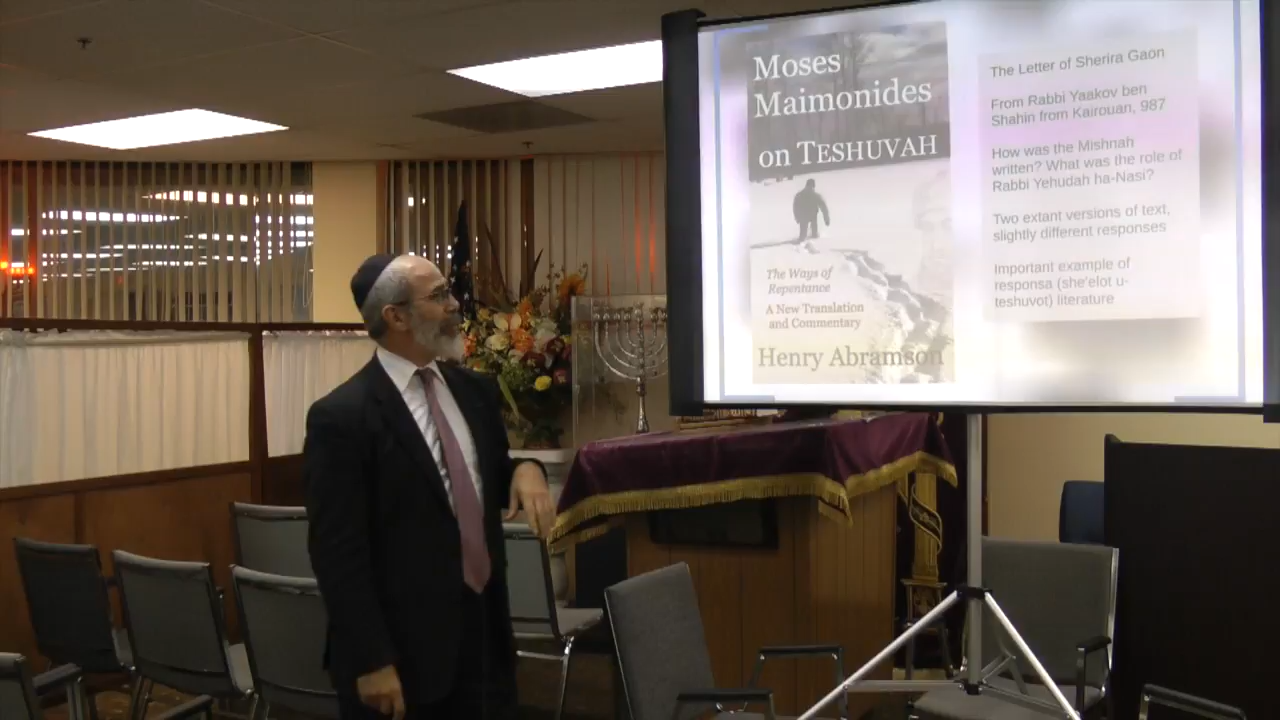 Moses
Maimonides
on TESHUVAH
The Ways of
Repentance
A New Translation
and Commentary
Henry Abramson
The Letter of Sherira Gaon
From Rabbi Yaakov ben
Shahin from Kairouan, 987
How was the Mishnah
written? What was the role of
Rabbi Yehudah ha-Nasi?
Two extant versions of text,
slightly different responses
Important example of
responsa (she'elot u-
teshuvot) literature